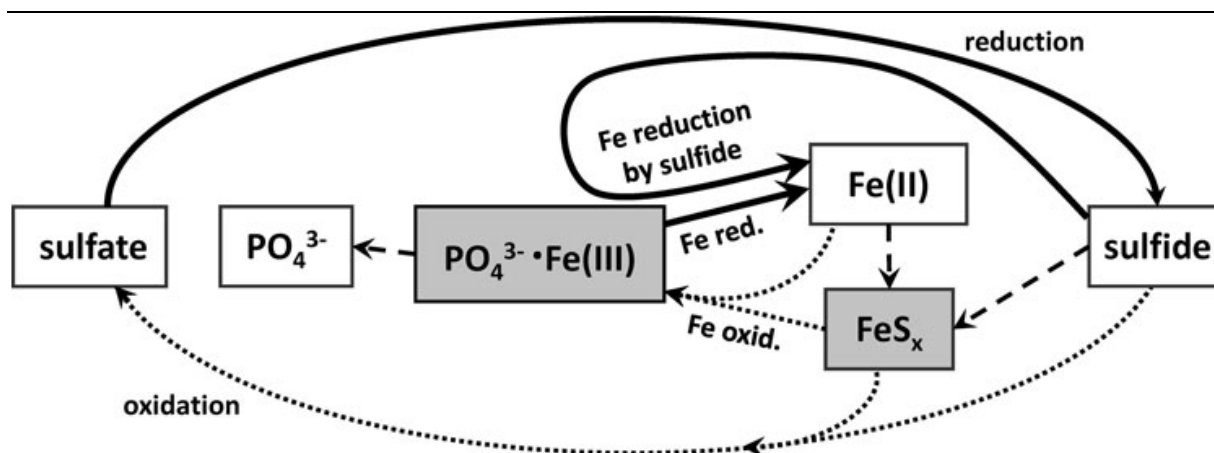 reduction
Fe reduction
by sulfide
Fe(II)
sulfate
PO₄³⁻
PO₄³⁻ •Fe(III)
Fe red.
sulfide
FeSₓ
Fe oxid.
oxidation